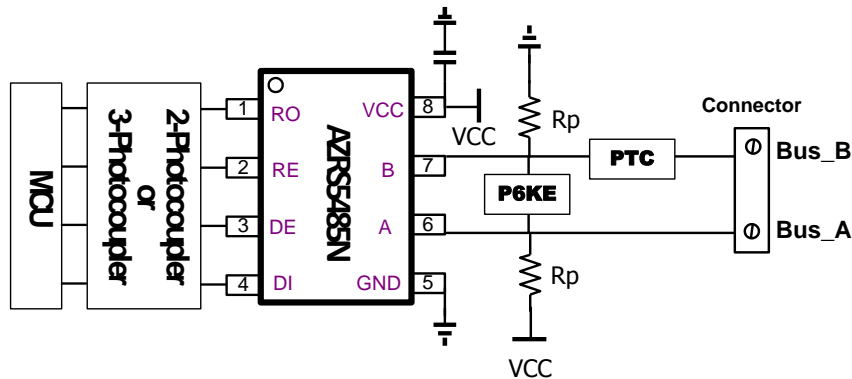 MCU
2-Photocoupler
or
3-Photocoupler
AZRS5485N
1
RO
2
RE
3
DE
4
DI
VCC
8
B
7
A
6
GND
5
VCC
Rp
P6KE
Rp
VCC
PTC
Connector
Bus_B
Bus_A